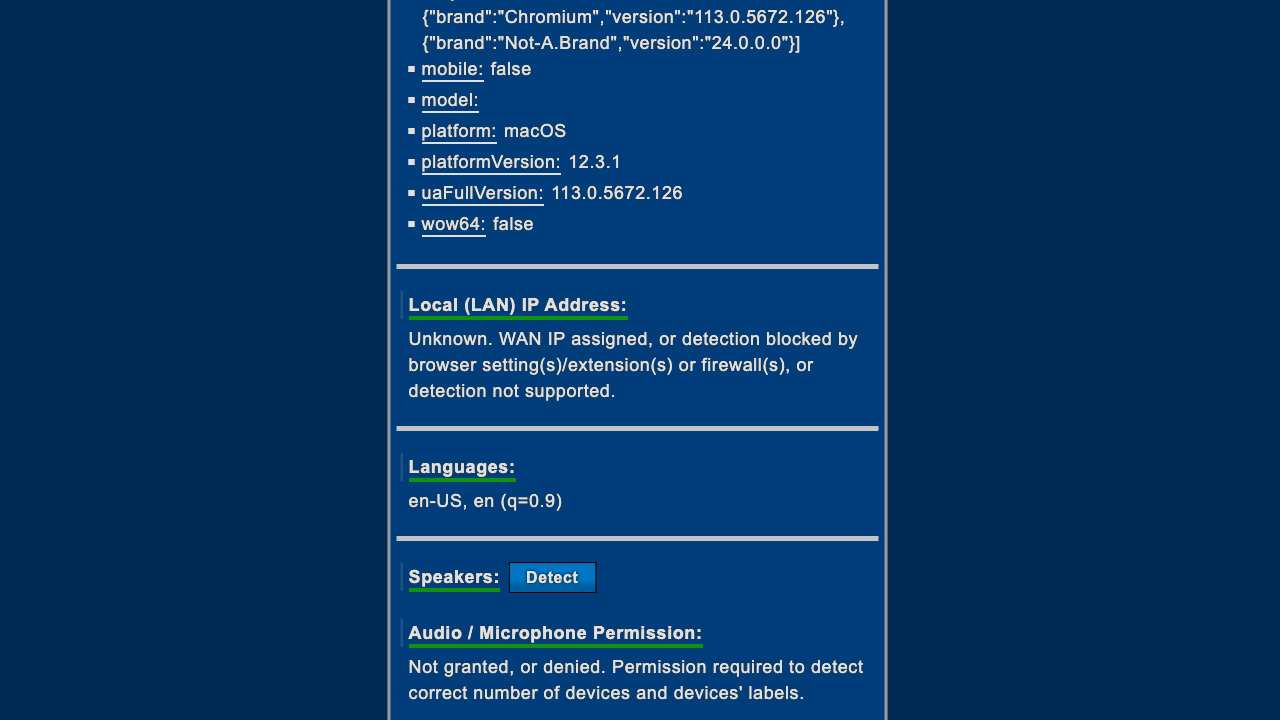 {"brand":"Chromium","version":"113.0.5672.126"},
{"brand":"Not-A.Brand","version":"24.0.0.0"}]
mobile: false
model:
platform: macOS
platformVersion: 12.3.1
uaFullVersion: 113.0.5672.126
wow64: false
Local (LAN) IP Address:
Unknown. WAN IP assigned, or detection blocked by
browser setting(s)/extension(s) or firewall(s), or
detection not supported.
Languages:
en-US, en (q=0.9)
Speakers: Detect
Audio / Microphone Permission:
Not granted, or denied. Permission required to detect
correct number of devices and devices' labels.